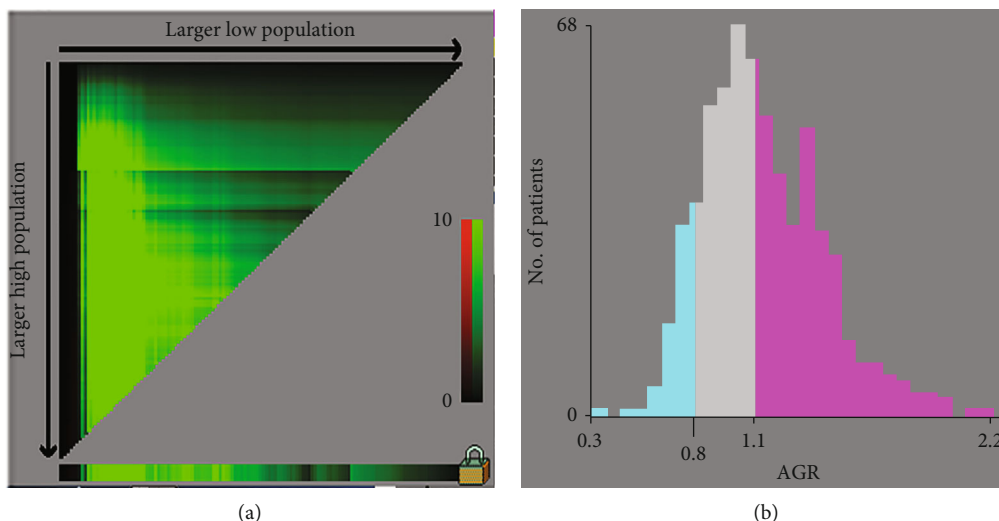 Larger low population
Larger high population
10
0
(a)
68
No. of patients
0
0.3
0.8
1.1
2.2
AGR
(b)